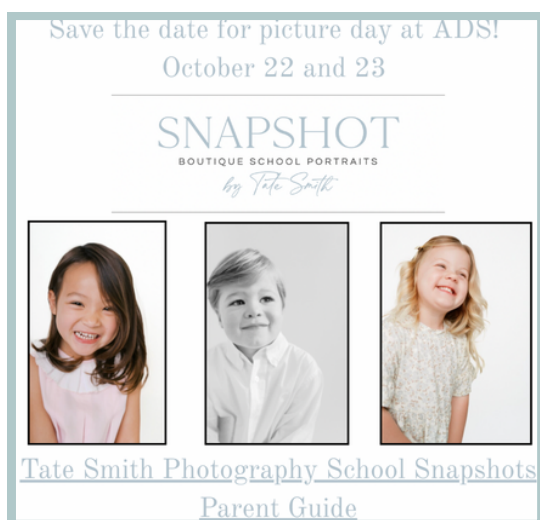 Save the date for picture day at ADS!
October 22 and 23
SNAPSHOT
BOUTIQUE SCHOOL PORTRAITS
by Tate Smith
Tate Smith Photography School Snapshots
Parent Guide